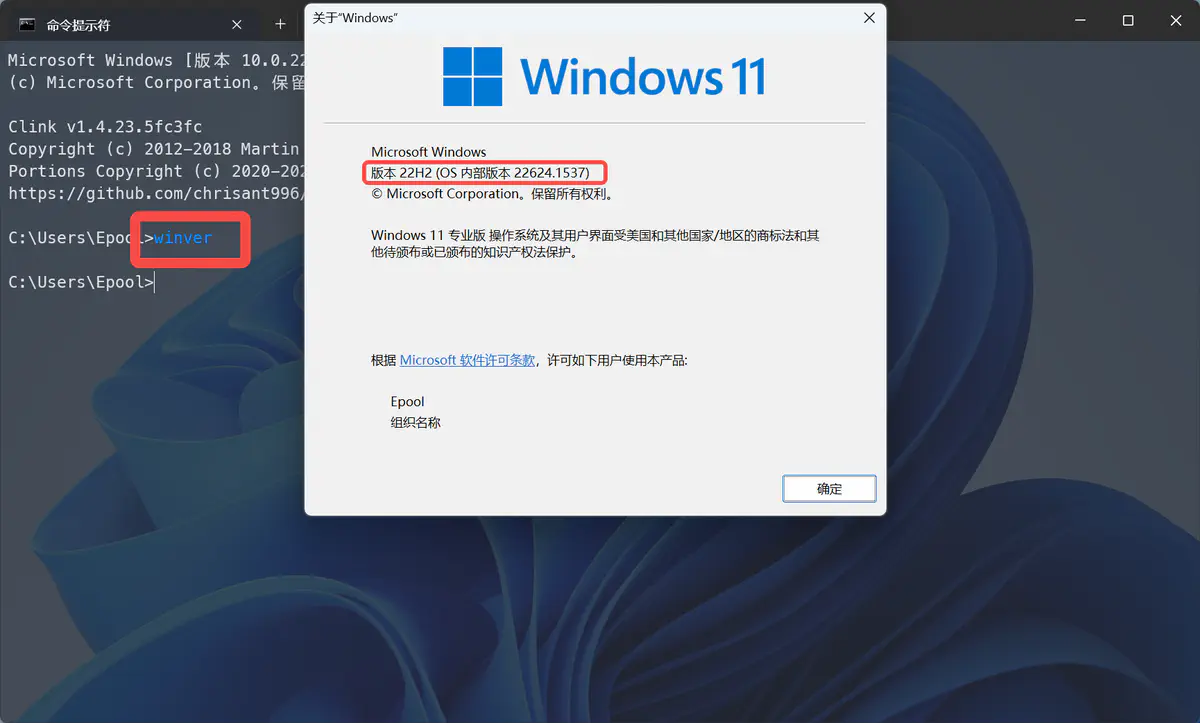 命令提示符
Microsoft Windows [版本 10.0.22
(c) Microsoft Corporation。保留
Clink v1.4.23.5fc3fc
Copyright (c) 2012-2018 Martin
Portions Copyright (c) 2020-202
https://github.com/chrisant996/
C:\Users\Epool>winver
C:\Users\Epool>
关于"Windows"
Windows 11
Microsoft Windows
版本 22H2 (OS 内部版本 22624.1537)
© Microsoft Corporation。保留所有权利。
Windows 11 专业版 操作系统及其用户界面受美国和其他国家/地区的商标法和其
他待颁布或已颁布的知识产权法保护。
根据 Microsoft 软件许可条款，许可如下用户使用本产品:
Epool
组织名称
确定